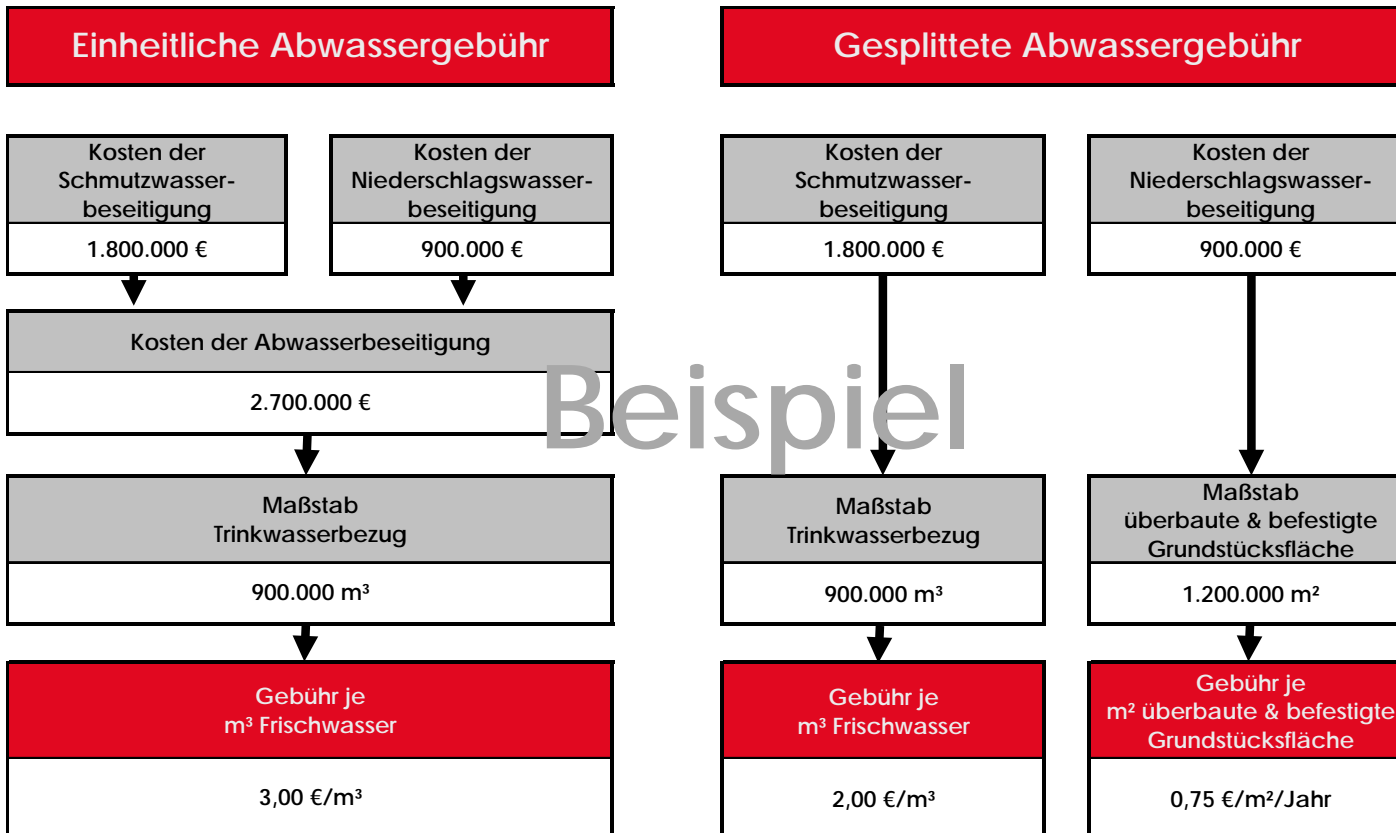 Einheitliche Abwassergebühr
Gesplittete Abwassergebühr
Kosten der
Schmutzwasser-
beseitigung
1.800.000 €
Kosten der
Niederschlagswasser-
beseitigung
900.000 €
Kosten der
Schmutzwasser-
beseitigung
1.800.000 €
Kosten der
Niederschlagswasser-
beseitigung
900.000 €
Kosten der Abwasserbeseitigung
2.700.000 €
Beispiel
Maßstab
Trinkwasserbezug
900.000 m³
Maßstab
Trinkwasserbezug
900.000 m³
Maßstab
überbaute & befestigte
Grundstücksfläche
1.200.000 m²
Gebühr je
m³ Frischwasser
3,00 €/m³
Gebühr je
m³ Frischwasser
2,00 €/m³
Gebühr je
m² überbaute & befestigte
Grundstücksfläche
0,75 €/m²/Jahr